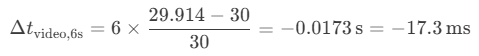 Δt_video,6s = 6 × (29.914 − 30)/30 = −0.0173 s = −17.3 ms